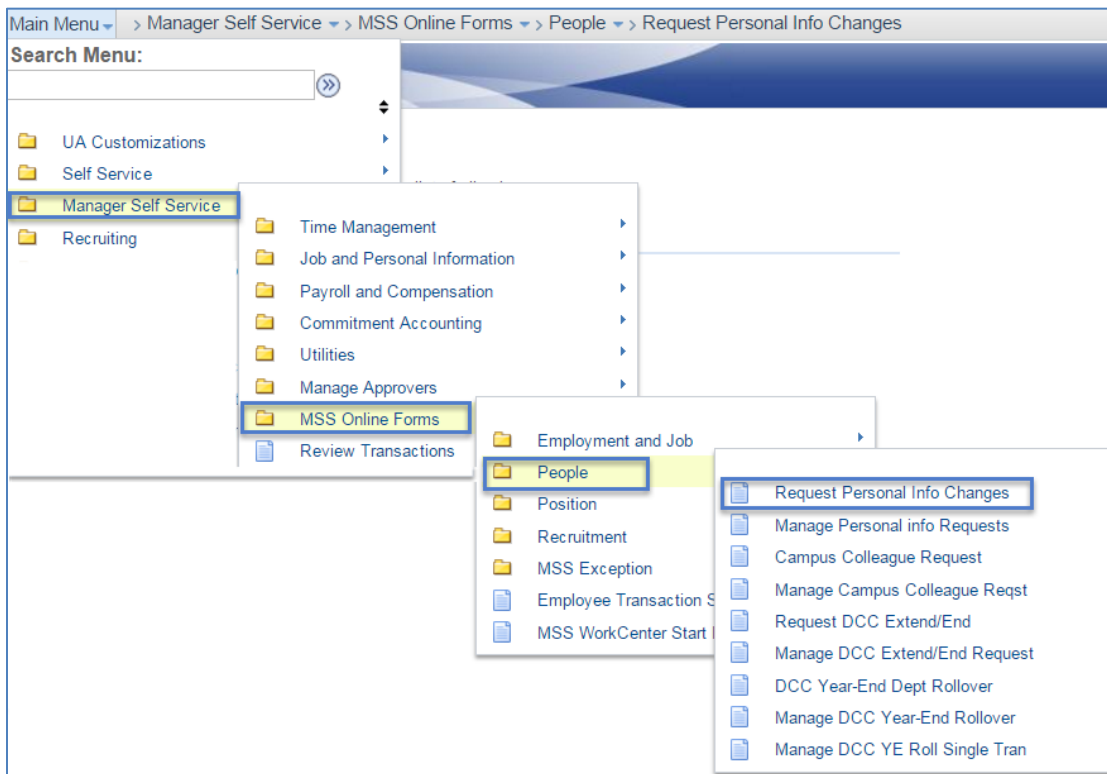 Main Menu > Manager Self Service > MSS Online Forms > People > Request Personal Info Changes
Search Menu:
UA Customizations
Self Service
Manager Self Service
Recruiting
Time Management
Job and Personal Information
Payroll and Compensation
Commitment Accounting
Utilities
Manage Approvers
MSS Online Forms
Review Transactions
Employment and Job
People
Position
Recruitment
MSS Exception
Employee Transaction S
MSS WorkCenter Start
Request Personal Info Changes
Manage Personal info Requests
Campus Colleague Request
Manage Campus Colleague Reqst
Request DCC Extend/End
Manage DCC Extend/End Request
DCC Year-End Dept Rollover
Manage DCC Year-End Rollover
Manage DCC YE Roll Single Tran